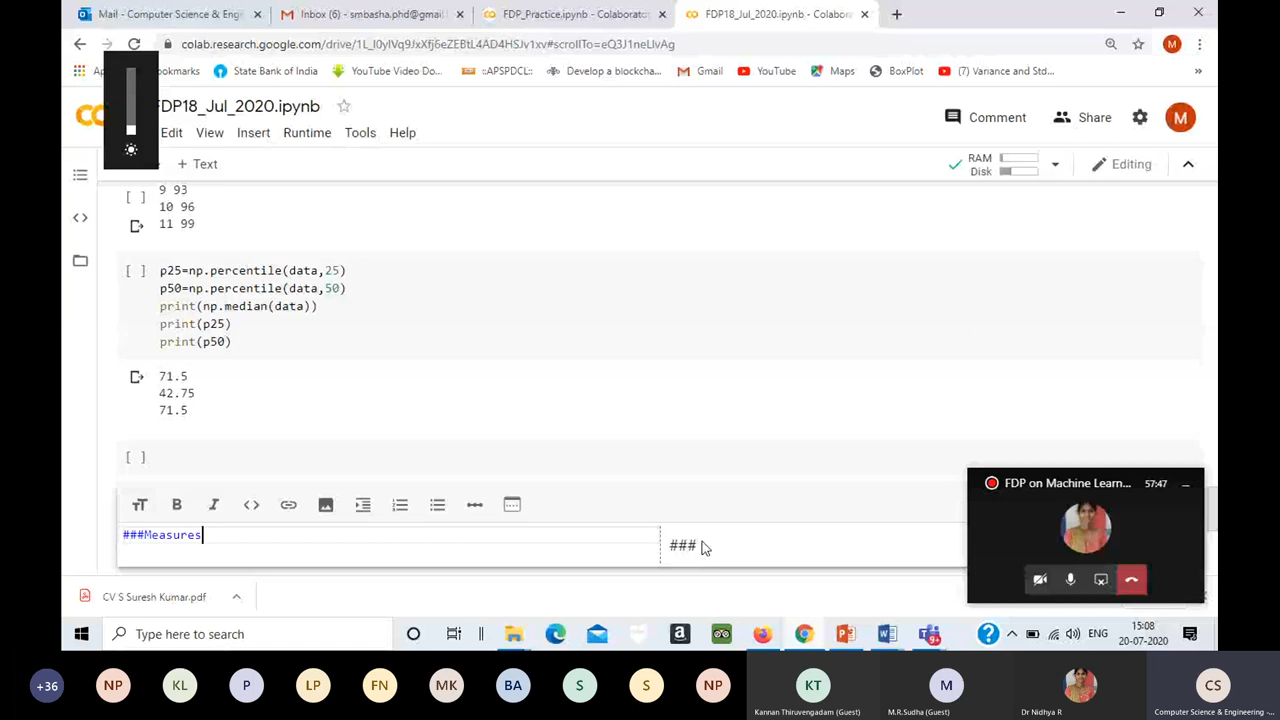 Mail - Computer Science & Eng
Inbox (6) - smbasha.phd@gmail
FDP_Practice.ipynb - Colaborator
FDP18_Jul_2020.ipynb - Colabor
colab.research.google.com/drive/
bookmarks
State Bank of India
YouTube Video Do...
::APSPDCL::
Develop a blockcha...
Gmail
YouTube
Maps
BoxPlot
(7) Variance and Std...
FDP18_Jul_2020.ipynb
Comment
Share
M
Edit View Insert Runtime Tools Help
+ Text
RAM
Disk
Editing
[ ] 9 93
10 96
11 99
[ ] p25=np.percentile(data,25)
p50=np.percentile(data,50)
print(np.median(data))
print(p25)
print(p50)
71.5
42.75
71.5
[ ]
###Measures
###
FDP on Machine Learn... 57:47
CV S Suresh Kumar.pdf
Type here to search
ENG
15:08
20-07-2020
+36 NP KL P LP FN MK BA S S NP KT M CS
Kannan Thiruvengadam (Guest)
M.R.Sudha (Guest)
Dr Nidhya R
Computer Science & Engineering -...